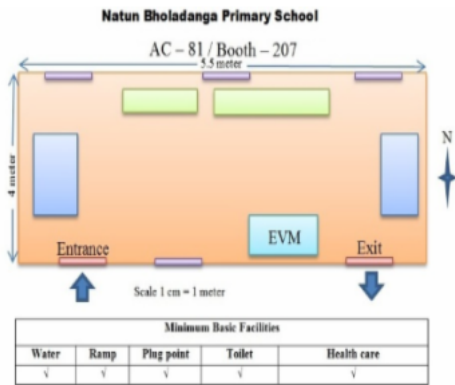 Natun Bholadanga Primary School
AC – 81 / Booth – 207
5.5 meter
4 meter
N
EVM
Entrance
Exit
Scale 1 cm = 1 meter
Minimum Basic Facilities
Water Ramp Plug point Toilet Health care
√ √ √ √ √